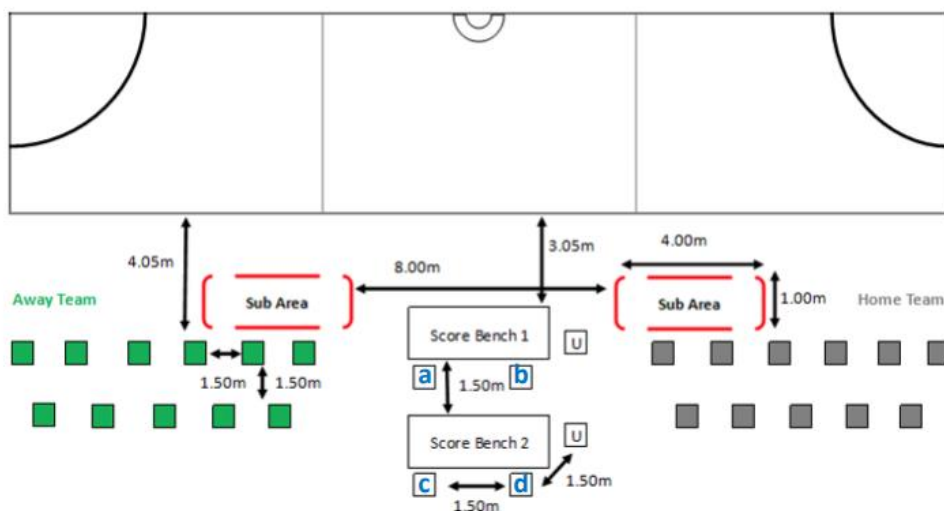 3.05m
4.00m
4.05m
8.00m
Away Team
Sub Area
Sub Area
1.00m
Home Team
Score Bench 1
U
1.50m
1.50m
a
1.50m
b
Score Bench 2
U
c
d
1.50m
1.50m